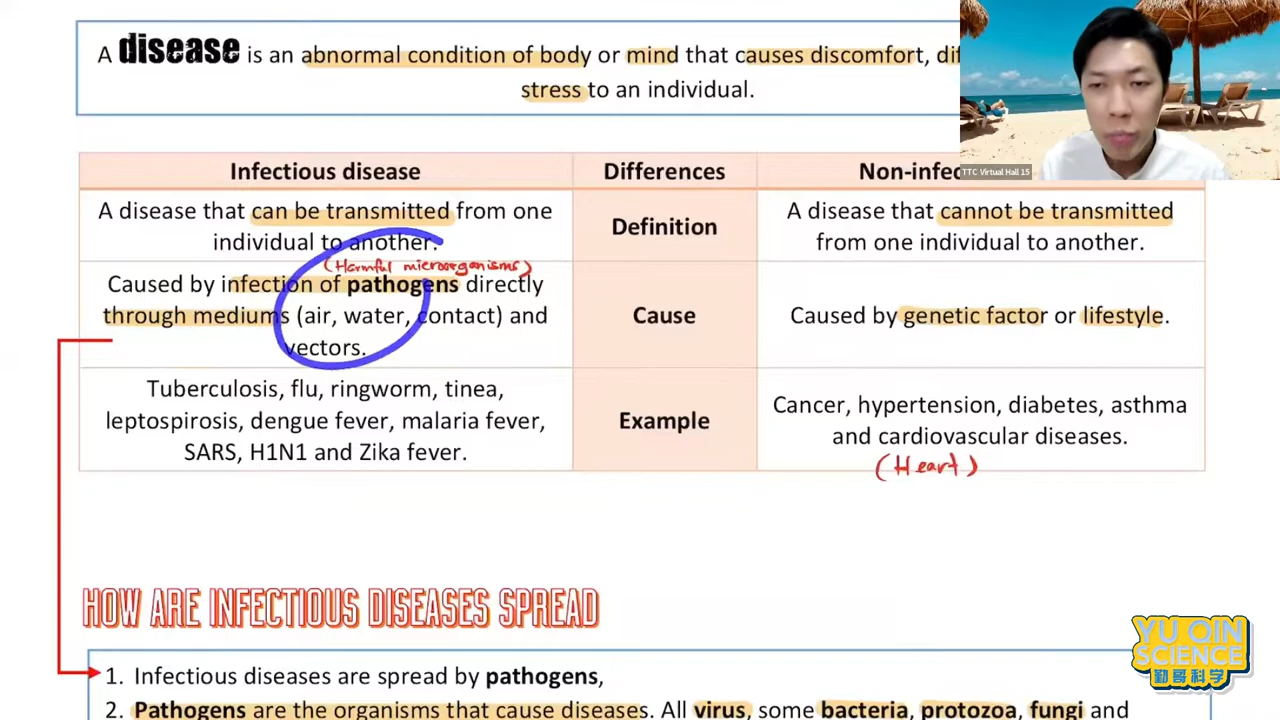 A disease is an abnormal condition of body or mind that causes discomfort,
stress to an individual.
TTC Virtual Hall 15
Infectious disease Differences
A disease that can be transmitted from one
individual to another.
Definition
A disease that cannot be transmitted
from one individual to another.
(Harmful microorganisms)
Caused by infection of pathogens directly
through mediums (air, water, contact) and
vectors.
Cause
Caused by genetic factor or lifestyle.
Tuberculosis, flu, ringworm, tinea,
leptospirosis, dengue fever, malaria fever,
SARS, H1N1 and Zika fever.
Example
Cancer, hypertension, diabetes, asthma
and cardiovascular diseases.
(Heart)
HOW ARE INFECTIOUS DISEASES SPREAD
1. Infectious diseases are spread by pathogens,
2. Pathogens are the organisms that cause diseases. All virus, some bacteria, protozoa, fungi and
YU QIN
SCIENCE
勤哥科学